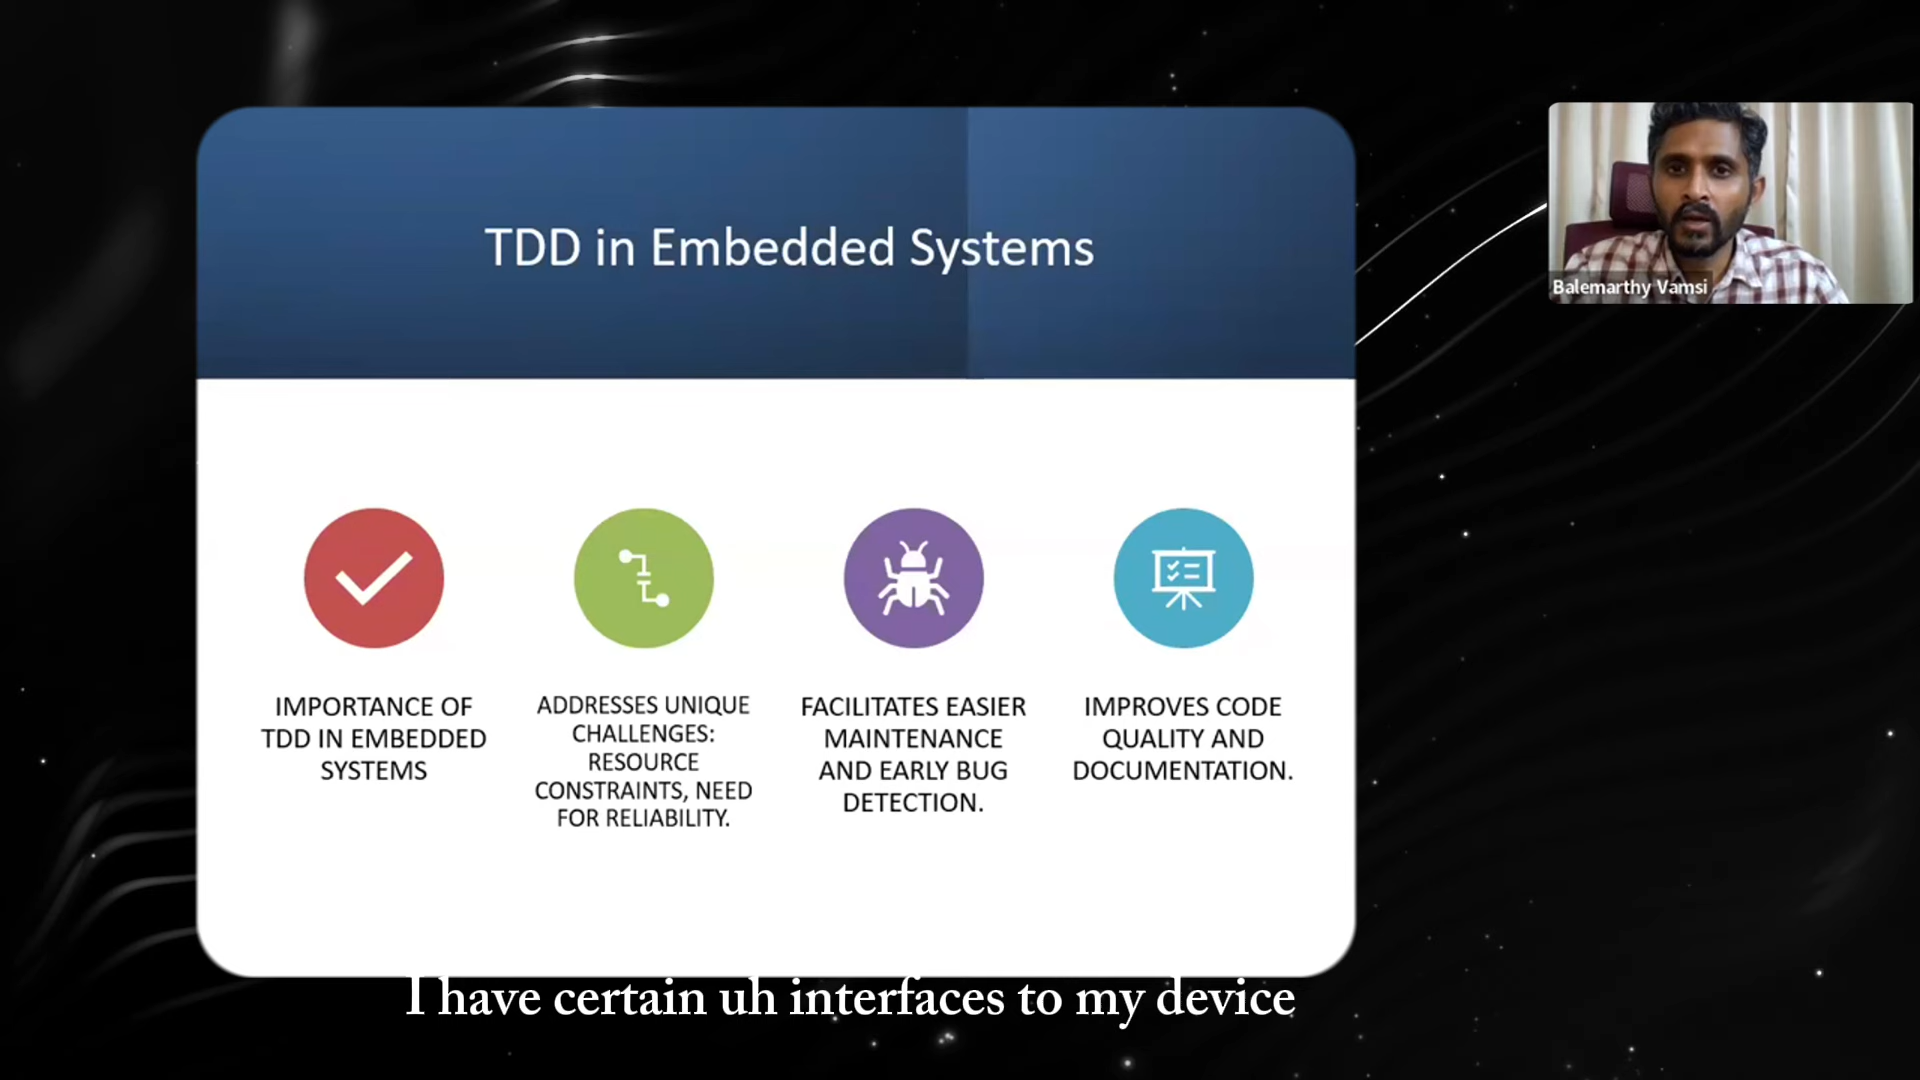 TDD in Embedded Systems
Balemarthy Vamsi
IMPORTANCE OF
TDD IN EMBEDDED
SYSTEMS
ADDRESSES UNIQUE
CHALLENGES:
RESOURCE
CONSTRAINTS, NEED
FOR RELIABILITY.
FACILITATES EASIER
MAINTENANCE
AND EARLY BUG
DETECTION.
IMPROVES CODE
QUALITY AND
DOCUMENTATION.
I have certain uh interfaces to my device